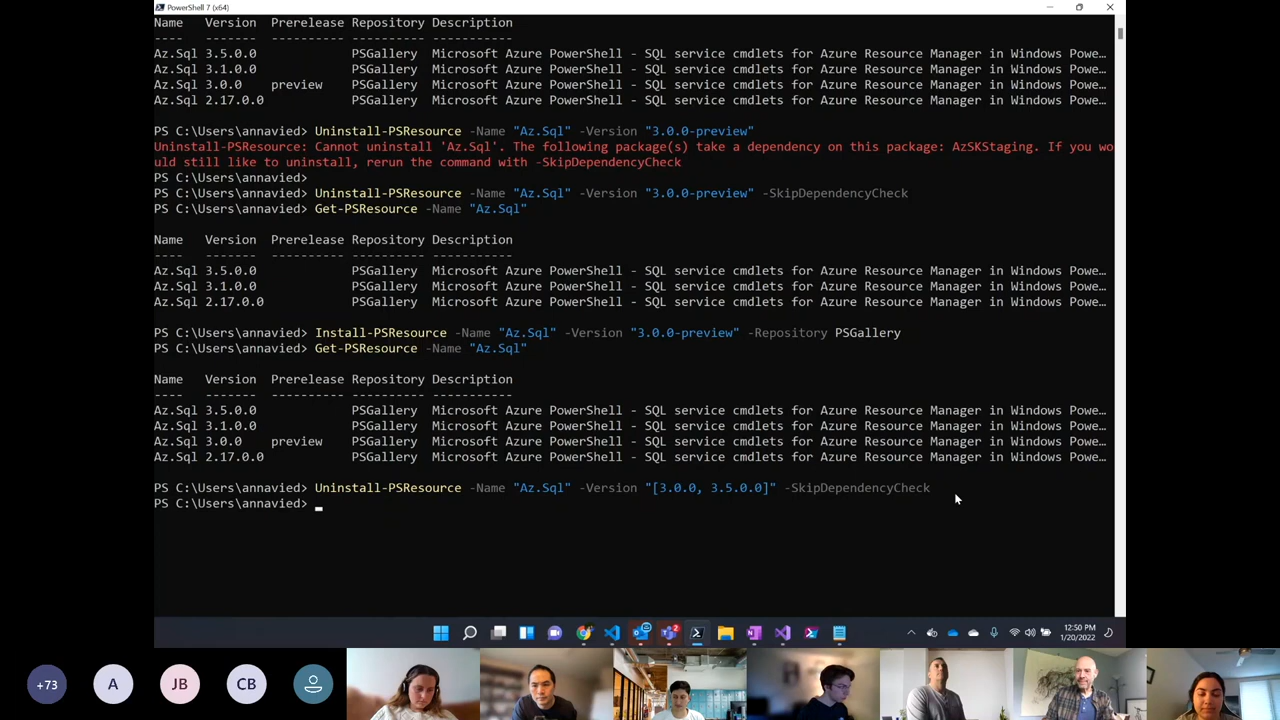 PowerShell 7 (x64)
Name Version Prerelease Repository Description
---- ------- ---------- ---------- -----------
Az.Sql 3.5.0.0 PSGallery Microsoft Azure PowerShell - SQL service cmdlets for Azure Resource Manager in Windows Powe…
Az.Sql 3.1.0.0 PSGallery Microsoft Azure PowerShell - SQL service cmdlets for Azure Resource Manager in Windows Powe…
Az.Sql 3.0.0 preview PSGallery Microsoft Azure PowerShell - SQL service cmdlets for Azure Resource Manager in Windows Powe…
Az.Sql 2.17.0.0 PSGallery Microsoft Azure PowerShell - SQL service cmdlets for Azure Resource Manager in Windows Powe…
PS C:\Users\annavied> Uninstall-PSResource -Name "Az.Sql" -Version "3.0.0-preview"
Uninstall-PSResource: Cannot uninstall 'Az.Sql'. The following package(s) take a dependency on this package: AzSKStaging. If you wo
uld still like to uninstall, rerun the command with -SkipDependencyCheck
PS C:\Users\annavied>
PS C:\Users\annavied> Uninstall-PSResource -Name "Az.Sql" -Version "3.0.0-preview" -SkipDependencyCheck
PS C:\Users\annavied> Get-PSResource -Name "Az.Sql"
Name Version Prerelease Repository Description
---- ------- ---------- ---------- -----------
Az.Sql 3.5.0.0 PSGallery Microsoft Azure PowerShell - SQL service cmdlets for Azure Resource Manager in Windows Powe…
Az.Sql 3.1.0.0 PSGallery Microsoft Azure PowerShell - SQL service cmdlets for Azure Resource Manager in Windows Powe…
Az.Sql 2.17.0.0 PSGallery Microsoft Azure PowerShell - SQL service cmdlets for Azure Resource Manager in Windows Powe…
PS C:\Users\annavied> Install-PSResource -Name "Az.Sql" -Version "3.0.0-preview" -Repository PSGallery
PS C:\Users\annavied> Get-PSResource -Name "Az.Sql"
Name Version Prerelease Repository Description
---- ------- ---------- ---------- -----------
Az.Sql 3.5.0.0 PSGallery Microsoft Azure PowerShell - SQL service cmdlets for Azure Resource Manager in Windows Powe…
Az.Sql 3.1.0.0 PSGallery Microsoft Azure PowerShell - SQL service cmdlets for Azure Resource Manager in Windows Powe…
Az.Sql 3.0.0 preview PSGallery Microsoft Azure PowerShell - SQL service cmdlets for Azure Resource Manager in Windows Powe…
Az.Sql 2.17.0.0 PSGallery Microsoft Azure PowerShell - SQL service cmdlets for Azure Resource Manager in Windows Powe…
PS C:\Users\annavied> Uninstall-PSResource -Name "Az.Sql" -Version "[3.0.0, 3.5.0.0]" -SkipDependencyCheck
PS C:\Users\annavied>
12:50 PM
1/20/2022
+73 A JB CB